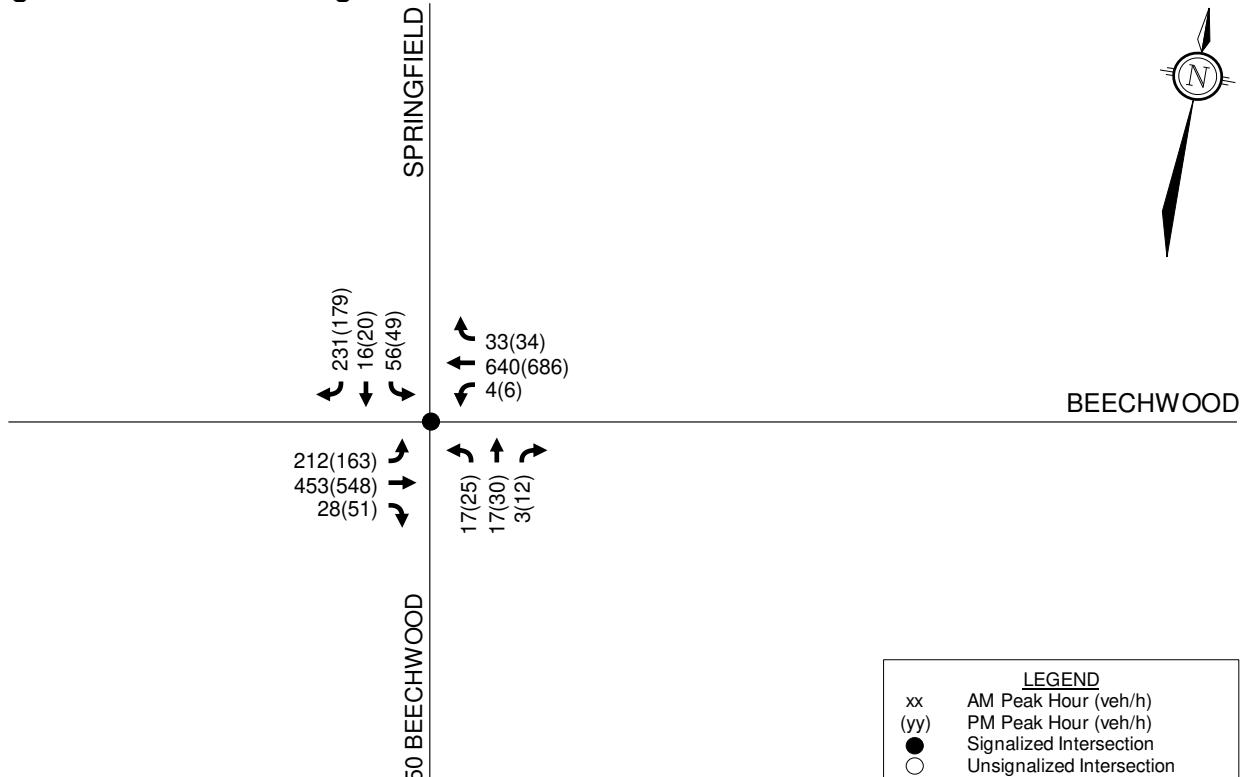 SPRINGFIELD
N
231(179)
16(20)
56(49)
33(34)
640(686)
4(6)
BEECHWOOD
212(163)
453(548)
28(51)
17(25)
17(30)
3(12)
50 BEECHWOOD
LEGEND
xx AM Peak Hour (veh/h)
(yy) PM Peak Hour (veh/h)
Signalized Intersection
Unsignalized Intersection